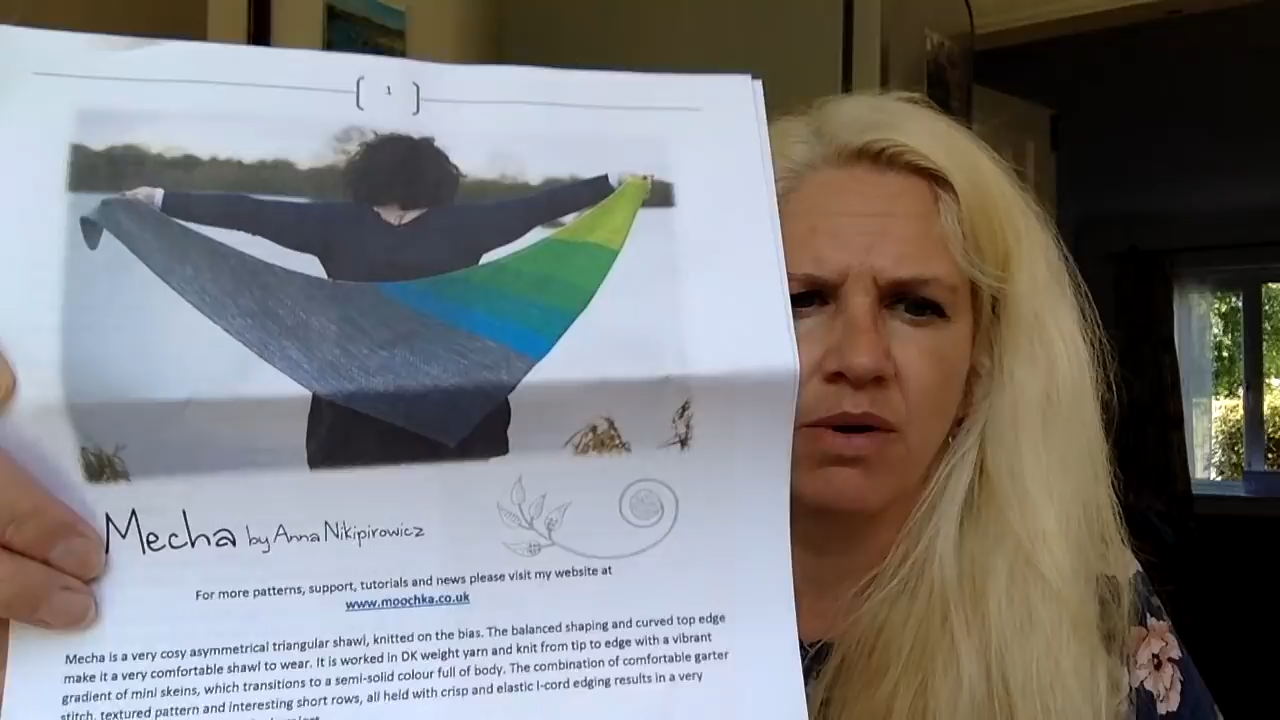 [ 1 ]
Mecha by Anna Nikipirowicz
For more patterns, support, tutorials and news please visit my website at
www.moochka.co.uk
Mecha is a very cosy asymmetrical triangular shawl, knitted on the bias. The balanced shaping and curved top edge
make it a very comfortable shawl to wear. It is worked in DK weight yarn and knit from tip to edge with a vibrant
gradient of mini skeins, which transitions to a semi-solid colour full of body. The combination of comfortable garter
stitch, textured pattern and interesting short rows, all held with crisp and elastic I-cord edging results in a very